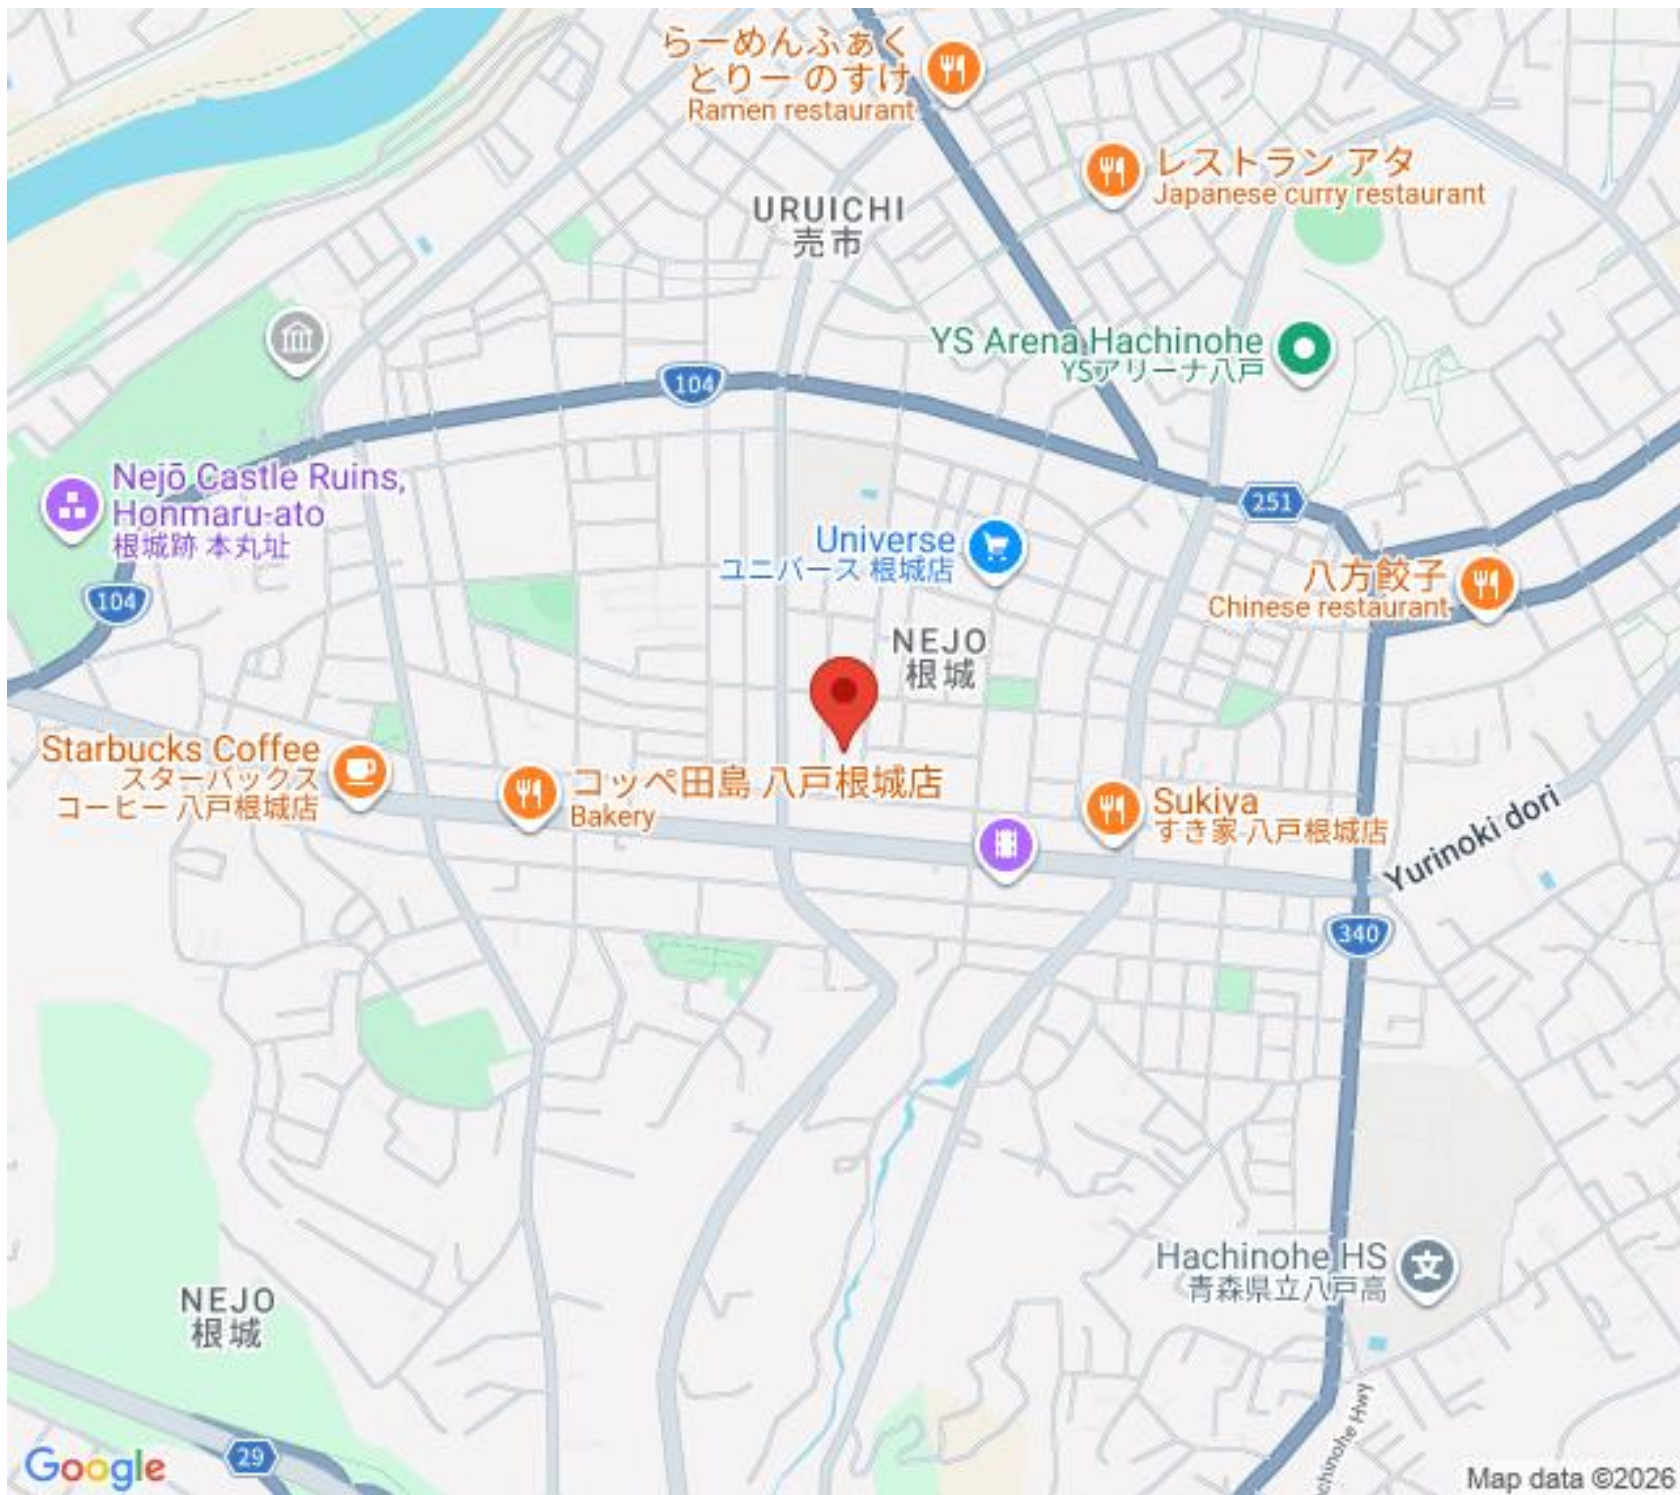 らーめんふぁく
とりー のすけ
Ramen restaurant
レストラン アタ
Japanese curry restaurant
URUICHI
売市
YS Arena Hachinohe
YSアリーナ八戸
104
Nejō Castle Ruins,
Honmaru-ato
根城跡 本丸址
251
Universe
ユニバース 根城店
八方餃子
Chinese restaurant
104
NEJO
根城
Starbucks Coffee
スターバックス
コーヒー 八戸根城店
コッペ田島 八戸根城店
Bakery
Sukiya
すき家 八戸根城店
Yurinoki dori
340
Hachinohe HS
青森県立八戸高
文
NEJO
根城
chinohe Hwy
29
Google
Map data ©2026